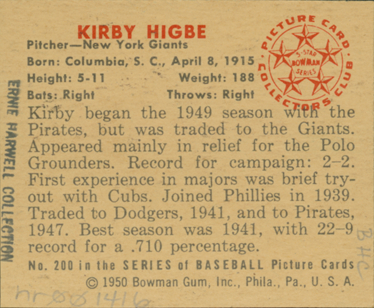 KIRBY HIGBE
Pitcher—New York Giants
Born: Columbia, S. C., April 8, 1915
Height: 5-11 Weight: 188
Bats: Right Throws: Right
PICTURE CARD
5-STAR
BOWMAN
SERIES
COLLECTORS CLUB
Kirby began the 1949 season with the
Pirates, but was traded to the Giants.
Appeared mainly in relief for the Polo
Grounders. Record for campaign: 2-2.
First experience in majors was brief try-
out with Cubs. Joined Phillies in 1939.
Traded to Dodgers, 1941, and to Pirates,
1947. Best season was 1941, with 22-9
record for a .710 percentage.
No. 200 in the SERIES of BASEBALL Picture Cards
©1950 Bowman Gum, Inc., Phila., Pa., U. S. A.
ERNIE HARWELL COLLECTION
BHC